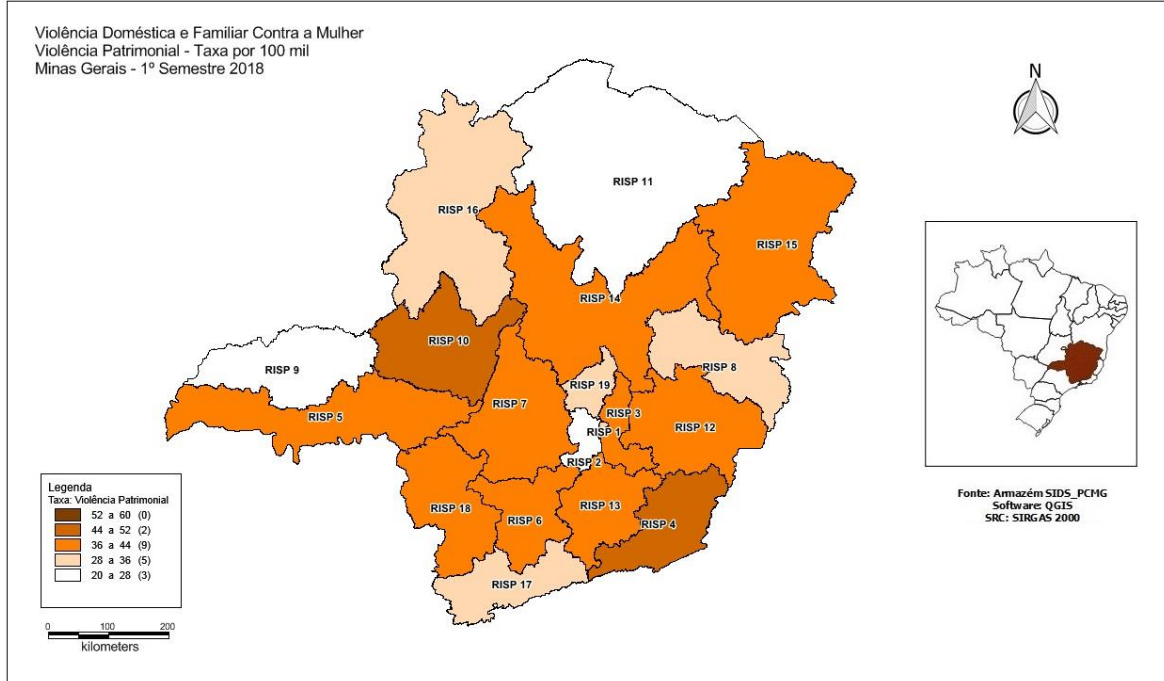 Violência Doméstica e Familiar Contra a Mulher
Violência Patrimonial - Taxa por 100 mil
Minas Gerais - 1º Semestre 2018
N
RISP 11
RISP 16
RISP 15
RISP 14
RISP 10
RISP 9
RISP 8
RISP 19
RISP 7
RISP 5
RISP 3
RISP 12
RISP 1
RISP 2
RISP 18
RISP 6
RISP 13
RISP 4
RISP 17
Legenda
Taxa: Violência Patrimonial
52 a 60 (0)
44 a 52 (2)
36 a 44 (9)
28 a 36 (5)
20 a 28 (3)
0 100 200
kilometers
Fonte: Armazém SIDS_PCMG
Software: QGIS
SRC: SIRGAS 2000